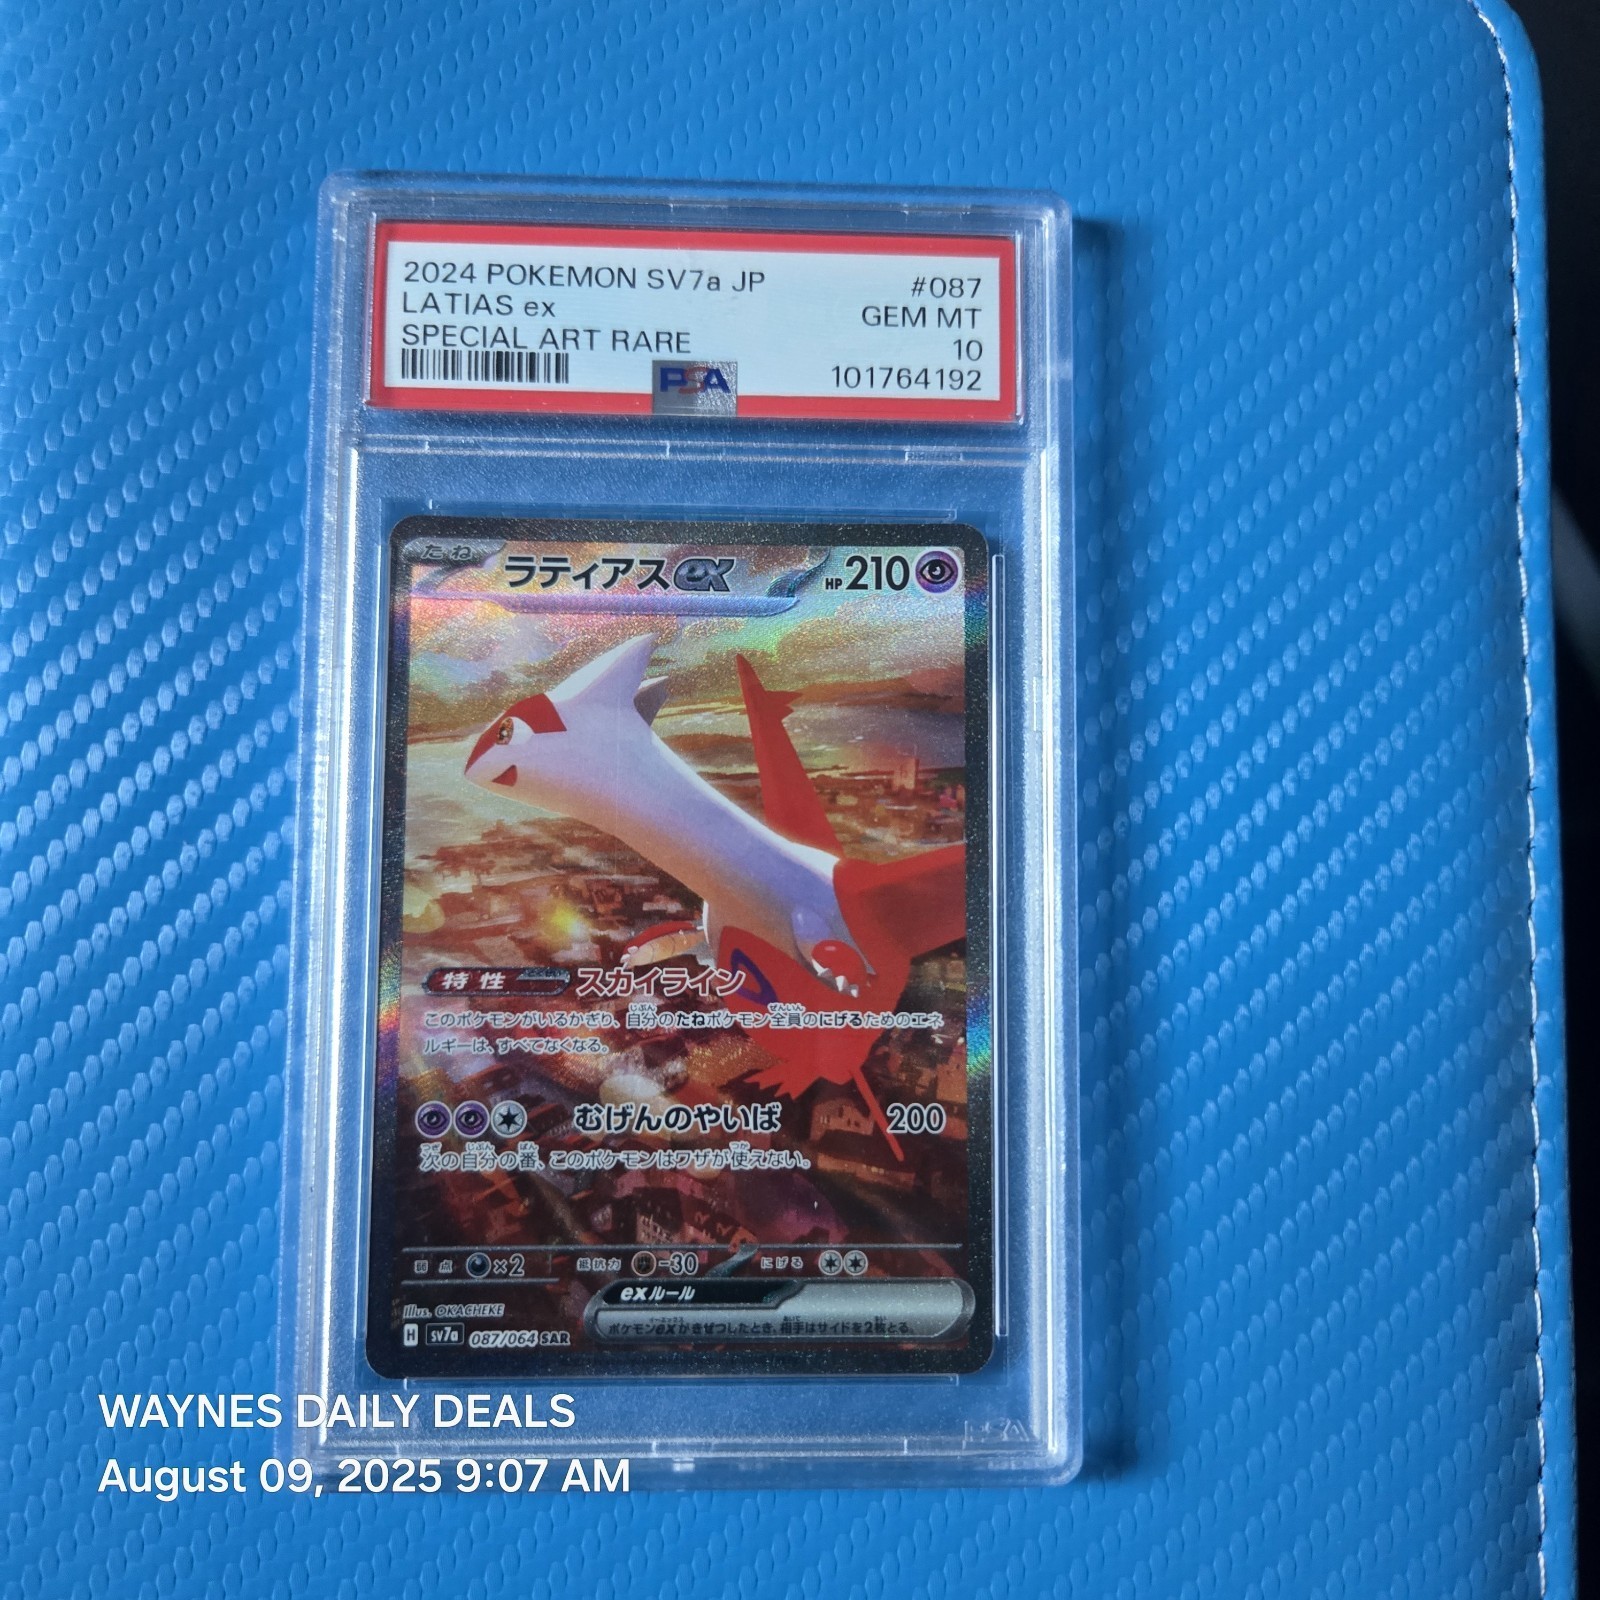 2024 POKEMON SV7a JP #087
LATIAS ex GEM MT
SPECIAL ART RARE 10
PSA 101764192
たね ラティアスex HP 210
特性 スカイライン
このポケモンがいるかぎり、自分のたねポケモン全員のにげるためのエネ
ルギーは、すべてなくなる。
むげんのやいば 200
次の自分の番、このポケモンはワザが使えない。
弱点 ×2 抵抗力 -30 にげる
exルール
ポケモンexがきぜつしたとき、相手はサイドを2枚とる。
Illus. OKACHEKE
H sv7a 087/064 SAR
PSA
WAYNES DAILY DEALS
August 09, 2025 9:07 AM